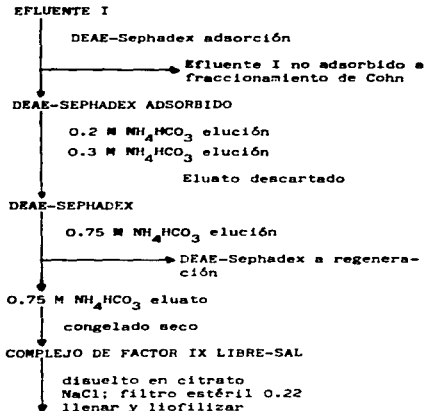 EFLUENTE I
DEAE-Sephadex adsorción
Efluente I no adsorbido a
fraccionamiento de Cohn
DEAE-SEPHADEX ADSORBIDO
0.2 M NH4HCO3 elución
0.3 M NH4HCO3 elución
Eluato descartado
DEAE-SEPHADEX
0.75 M NH4HCO3 elución
DEAE-Sephadex a regenera-
ción
0.75 M NH4HCO3 eluato
congelado seco
COMPLEJO DE FACTOR IX LIBRE-SAL
disuelto en citrato
NaCl; filtro estéril 0.22
llenar y liofilizar